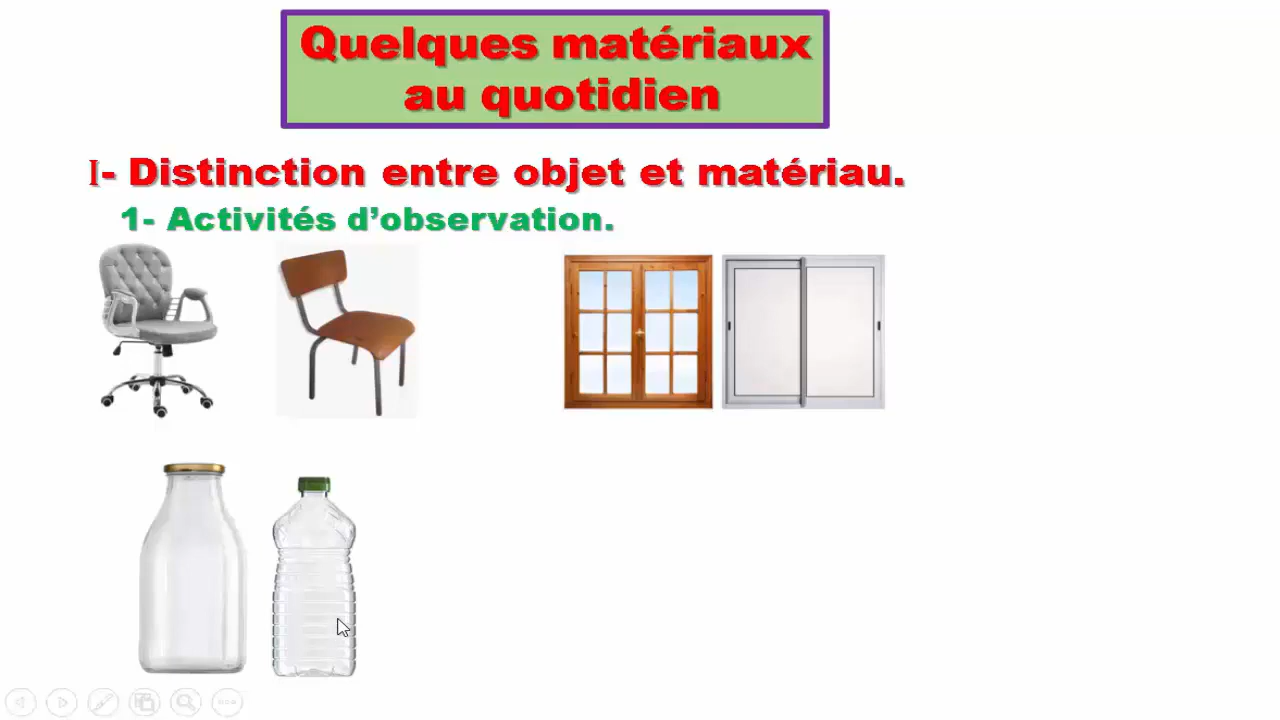 Quelques matériaux
au quotidien
I- Distinction entre objet et matériau.
1- Activités d’observation.